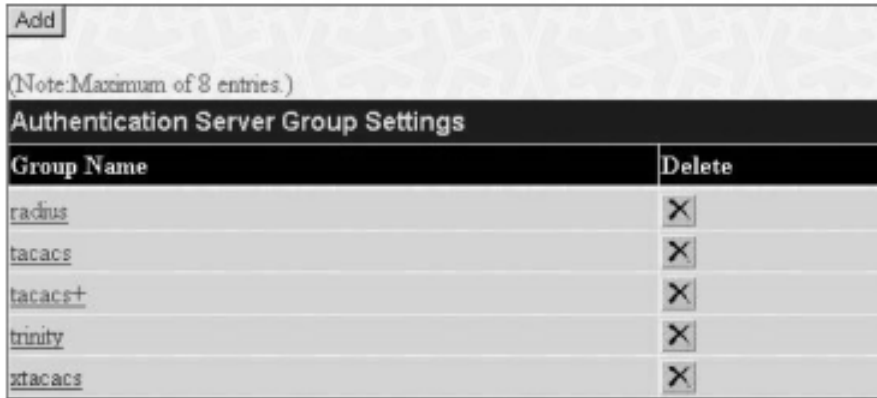 Add
(Note:Maximum of 8 entries.)
Authentication Server Group Settings
Group Name Delete
radius
tacacs
tacacs+
trinity
xtacacs